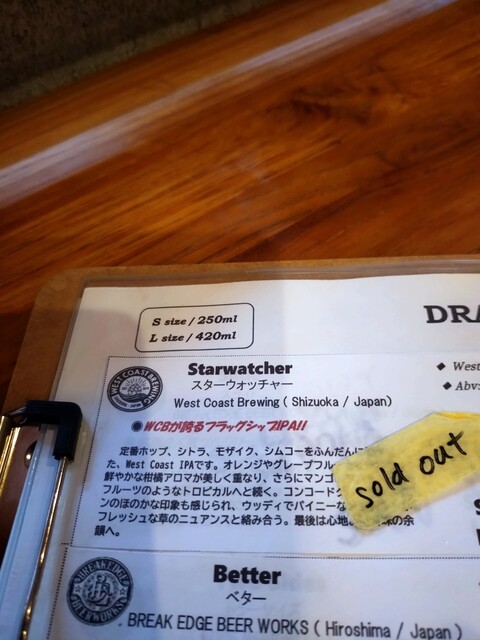 S size / 250ml
L size / 420ml
DRA
Starwatcher
スターウォッチャー
West Coast Brewing ( Shizuoka / Japan)
◆ West
◆ Abv:
●WCBが誇るフラッグシップIPA!!
定番ホップ、シトラ、モザイク、シムコーをふんだんに
た、West Coast IPAです。オレンジやグレープフル
鮮やかな柑橘アロマが美しく重なり、さらにマンゴ
フルーツのようなトロピカルへと続く。コンコード
ンのほのかな印象も感じられ、ウッディでパイニーな
フレッシュな草のニュアンスと絡み合う。最後は心地 味の余
韻へ。
sold out
WEST COAST BREWING
Better
ベター
BREAK EDGE BEER WORKS ( Hiroshima / Japan )